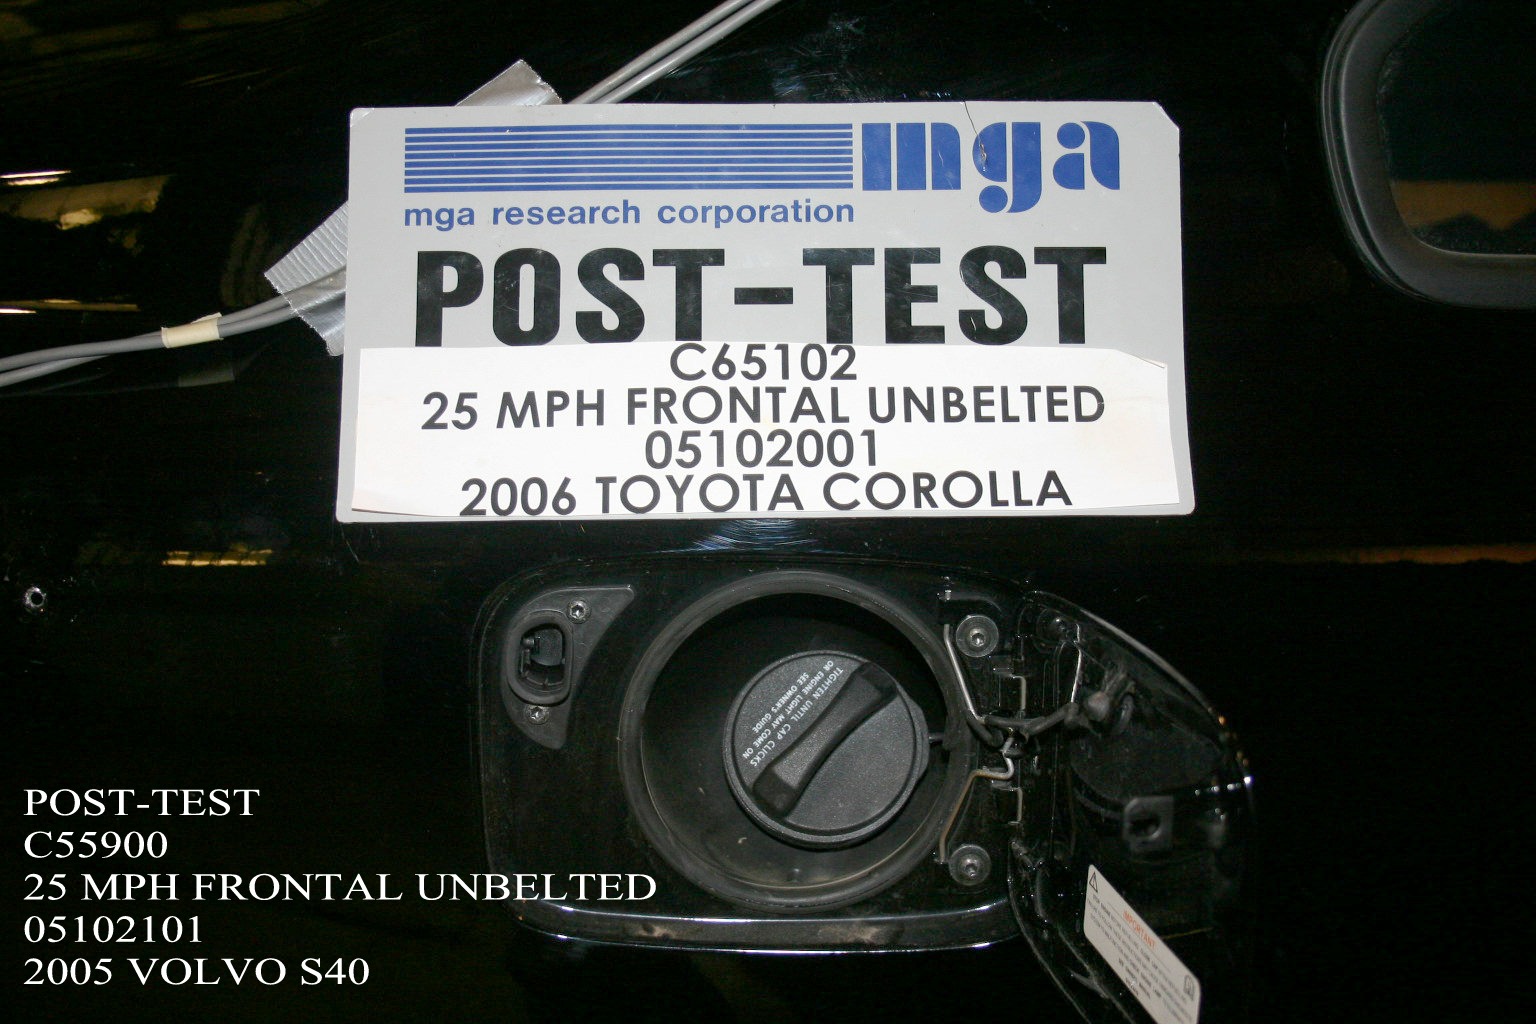 mga
mga research corporation
POST-TEST
C65102
25 MPH FRONTAL UNBELTED
05102001
2006 TOYOTA COROLLA
TIGHTEN UNTIL CAP CLICKS
OR ENGINE LIGHT MAY COME ON
SEE OWNER'S GUIDE
IMPORTANT
POST-TEST
C55900
25 MPH FRONTAL UNBELTED
05102101
2005 VOLVO S40